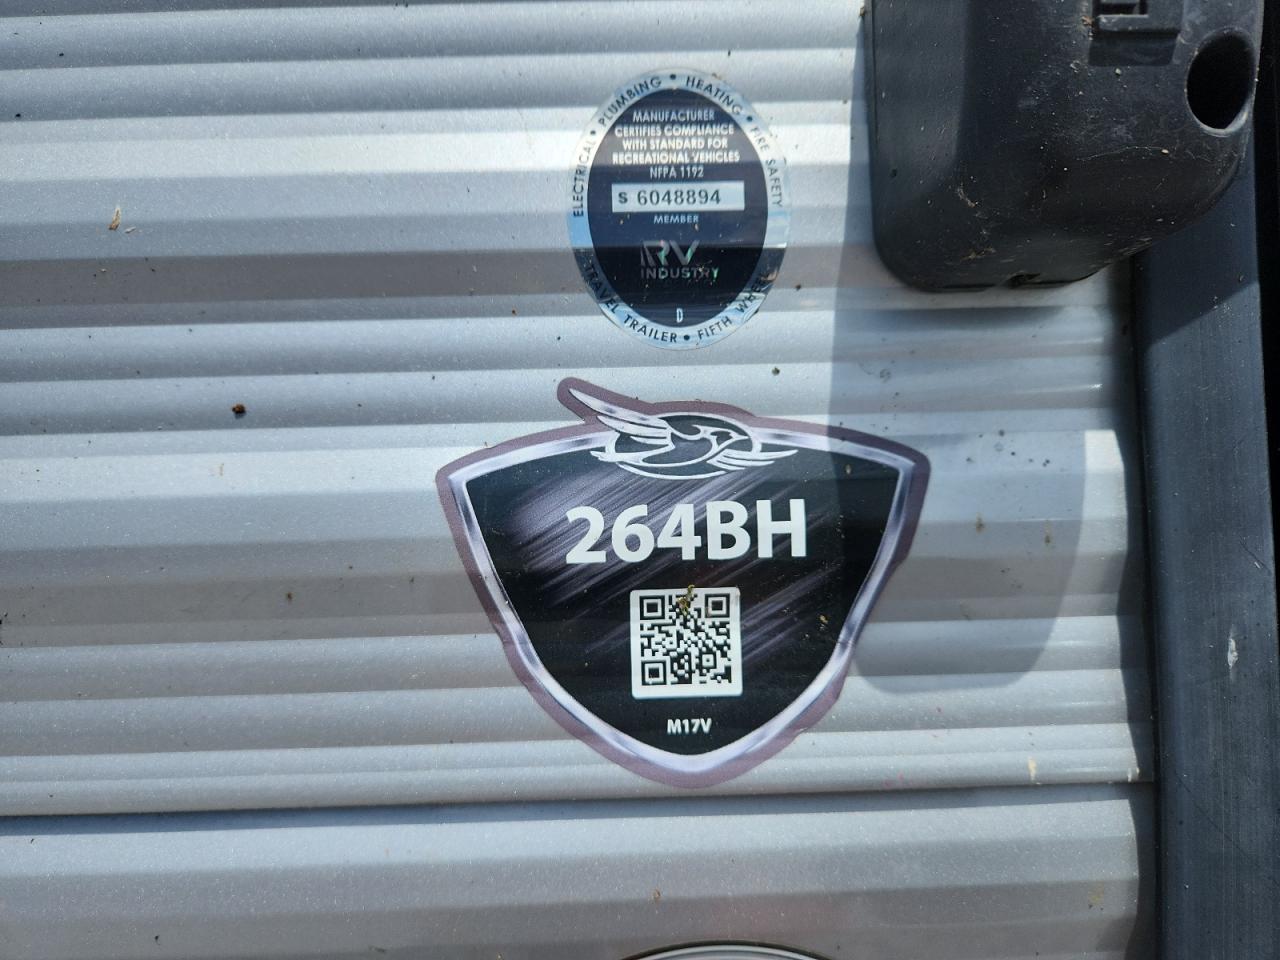 ELECTRICAL • PLUMBING • HEATING • FIRE SAFETY
MANUFACTURER
CERTIFIES COMPLIANCE
WITH STANDARD FOR
RECREATIONAL VEHICLES
NFPA 1192
S 6048894
MEMBER
RV
INDUSTRY
D
TRAVEL TRAILER • FIFTH WHEEL
264BH
M17V